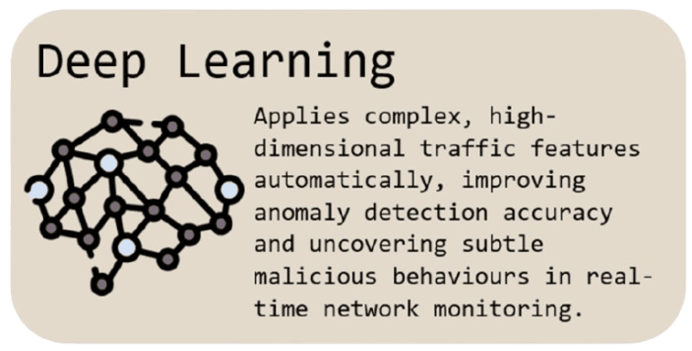 Deep Learning
Applies complex, high-
dimensional traffic features
automatically, improving
anomaly detection accuracy
and uncovering subtle
malicious behaviours in real-
time network monitoring.